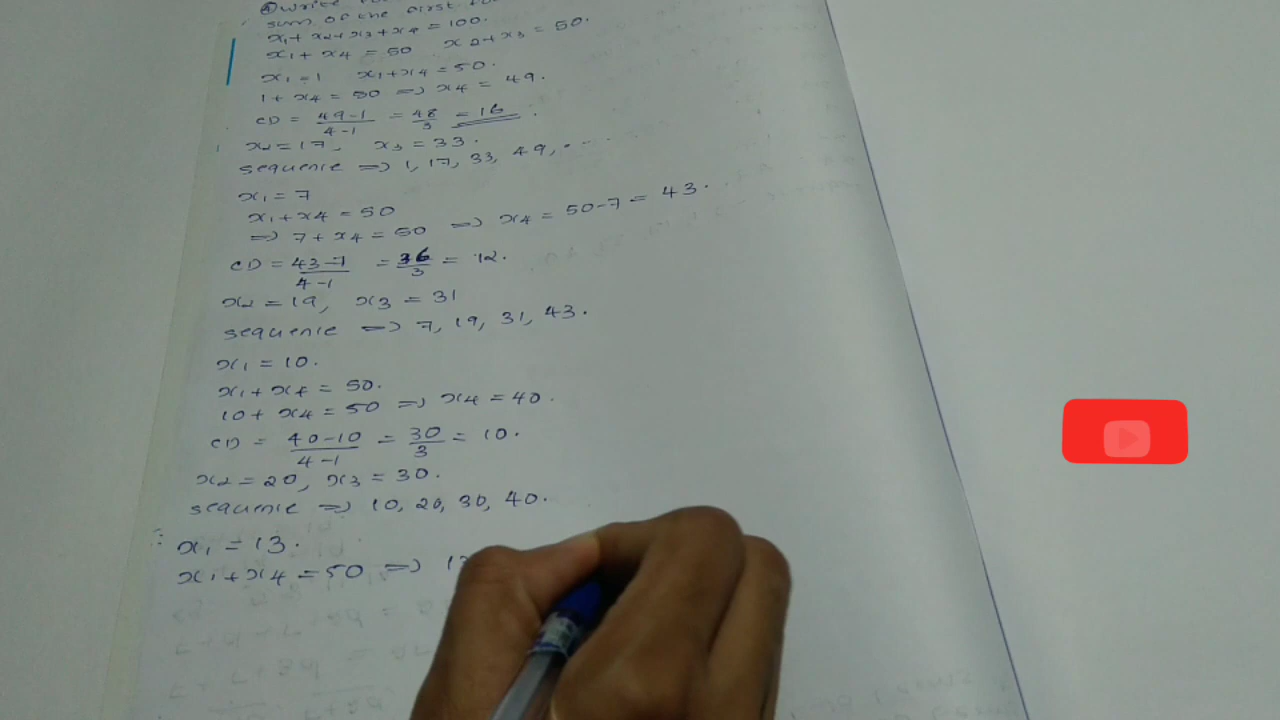 ④ Write
sum of the first
x₁+x₂+x₃+x₄ = 100.
x₁+x₄ = 50 x₂+x₃ = 50.
x₁ = 1 x₁+x₄ = 50.
1+x₄ = 50 => x₄ = 49.
CD = 49-1/4-1 = 48/3 = 16.
x₂ = 17, x₃ = 33.
sequence => 1, 17, 33, 49, ....
x₁ = 7
x₁+x₄ = 50
=> 7+x₄ = 50 => x₄ = 50-7 = 43.
CD = 43-7/4-1 = 36/3 = 12.
x₂ = 19, x₃ = 31
sequence => 7, 19, 31, 43.
x₁ = 10.
x₁+x₄ = 50.
10+x₄ = 50 => x₄ = 40.
CD = 40-10/4-1 = 30/3 = 10.
x₂ = 20, x₃ = 30.
sequence => 10, 20, 30, 40.
x₁ = 13.
x₁+x₄ = 50 =>